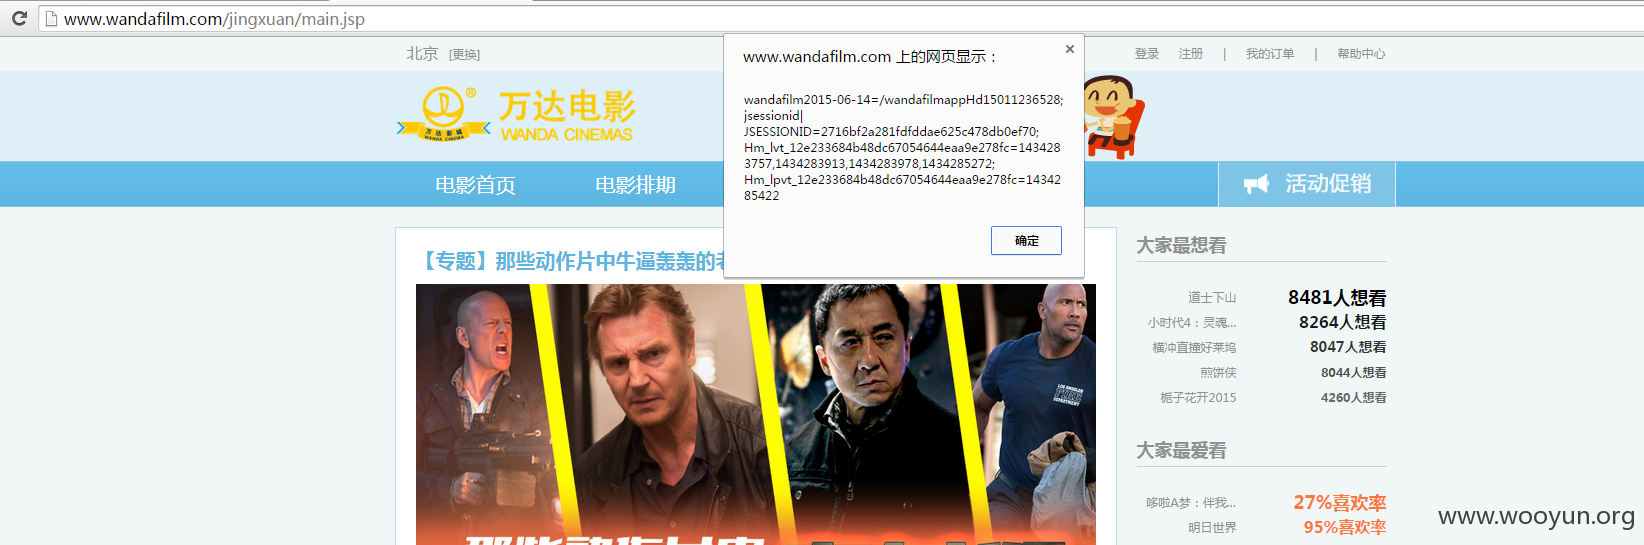 www.wandafilm.com/jingxuan/main.jsp
北京 [更换]
登录 注册 | 我的订单 | 帮助中心
www.wandafilm.com 上的网页显示：
wandafilm2015-06-14=/wandafilmappHd15011236528;
jsessionid|
JSESSIONID=2716bf2a281fdfddae625c478db0ef70;
Hm_lvt_12e233684b48dc67054644eaa9e278fc=1434283757,1434283913,1434283978,1434285272;
Hm_lpvt_12e233684b48dc67054644eaa9e278fc=1434285422
确定
万达影城
万达电影
WANDA CINEMAS
电影首页 电影排期
活动促销
【专题】那些动作片中牛逼轰轰的老
LOS ANGELES
FIRE
DEPARTMENT
大家最想看
道士下山 8481人想看
小时代4：灵魂... 8264人想看
横冲直撞好莱坞 8047人想看
煎饼侠 8044人想看
栀子花开2015 4260人想看
大家最爱看
哆啦A梦：伴我... 27%喜欢率
明日世界 95%喜欢率
www.wooyun.org